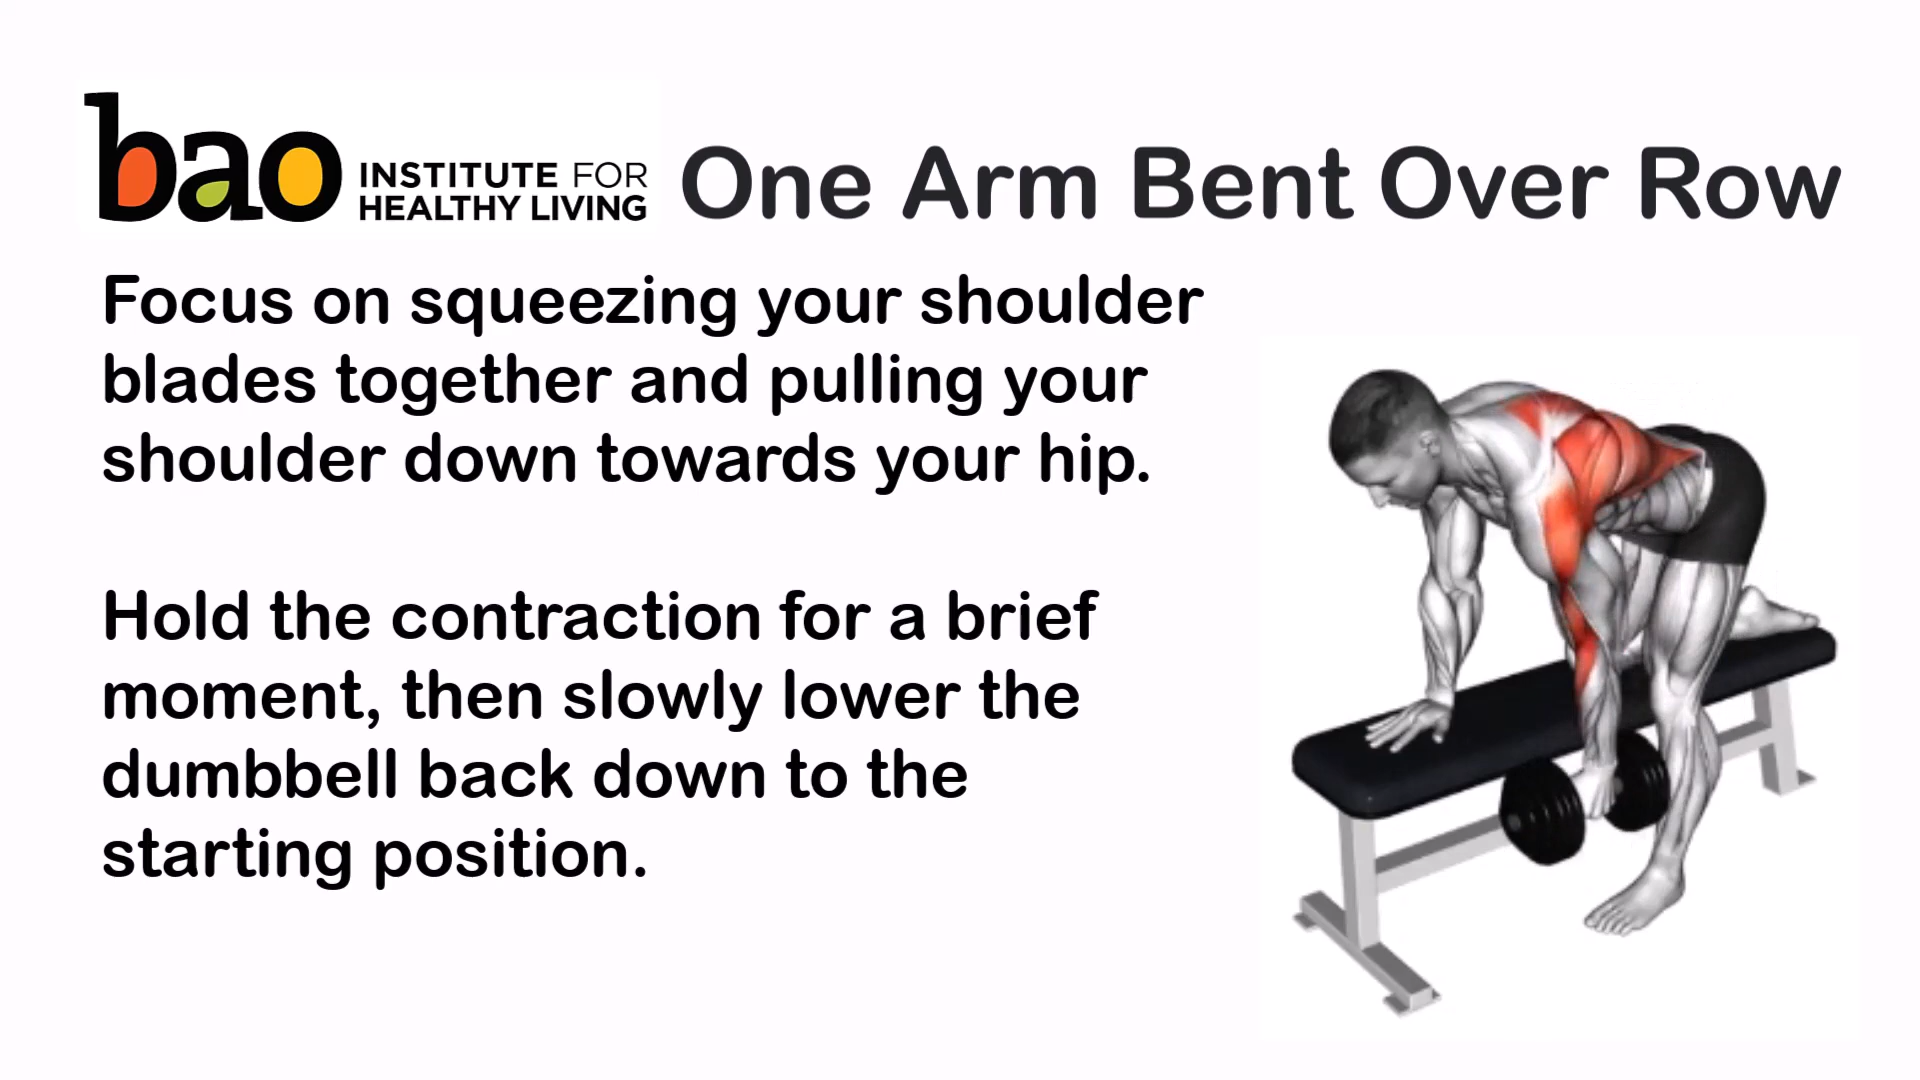 bao INSTITUTE FOR
HEALTHY LIVING
One Arm Bent Over Row
Focus on squeezing your shoulder
blades together and pulling your
shoulder down towards your hip.
Hold the contraction for a brief
moment, then slowly lower the
dumbbell back down to the
starting position.